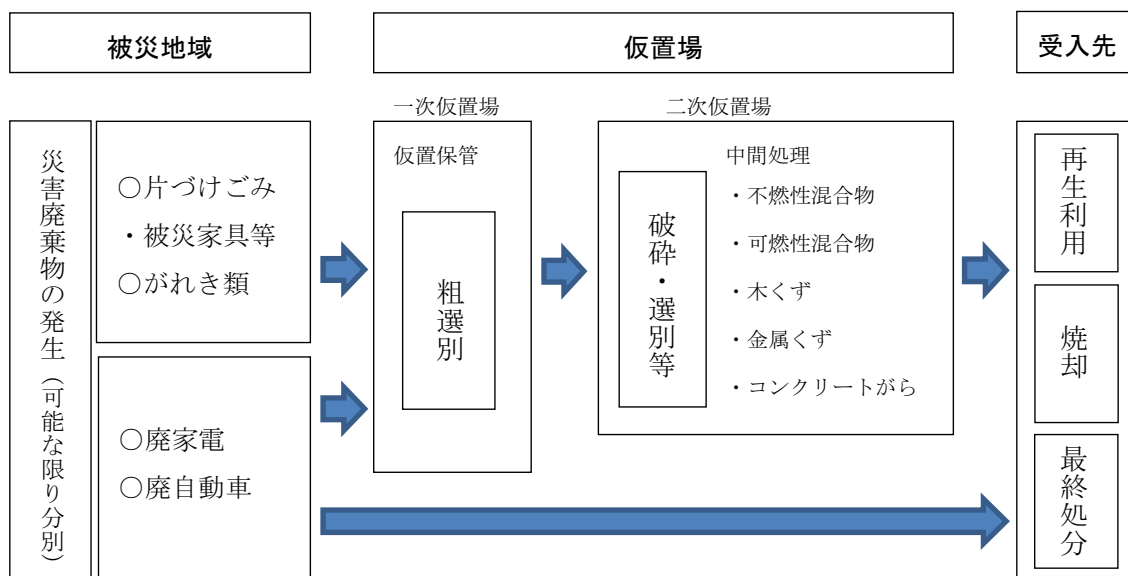 被災地域
仮置場
受入先
災害廃棄物の発生（可能な限り分別）
○片づけごみ
・被災家具等
○がれき類
○廃家電
○廃自動車
一次仮置場
仮置保管
粗選別
二次仮置場
破砕・選別等
中間処理
・不燃性混合物
・可燃性混合物
・木くず
・金属くず
・コンクリートがら
再生利用
焼却
最終処分